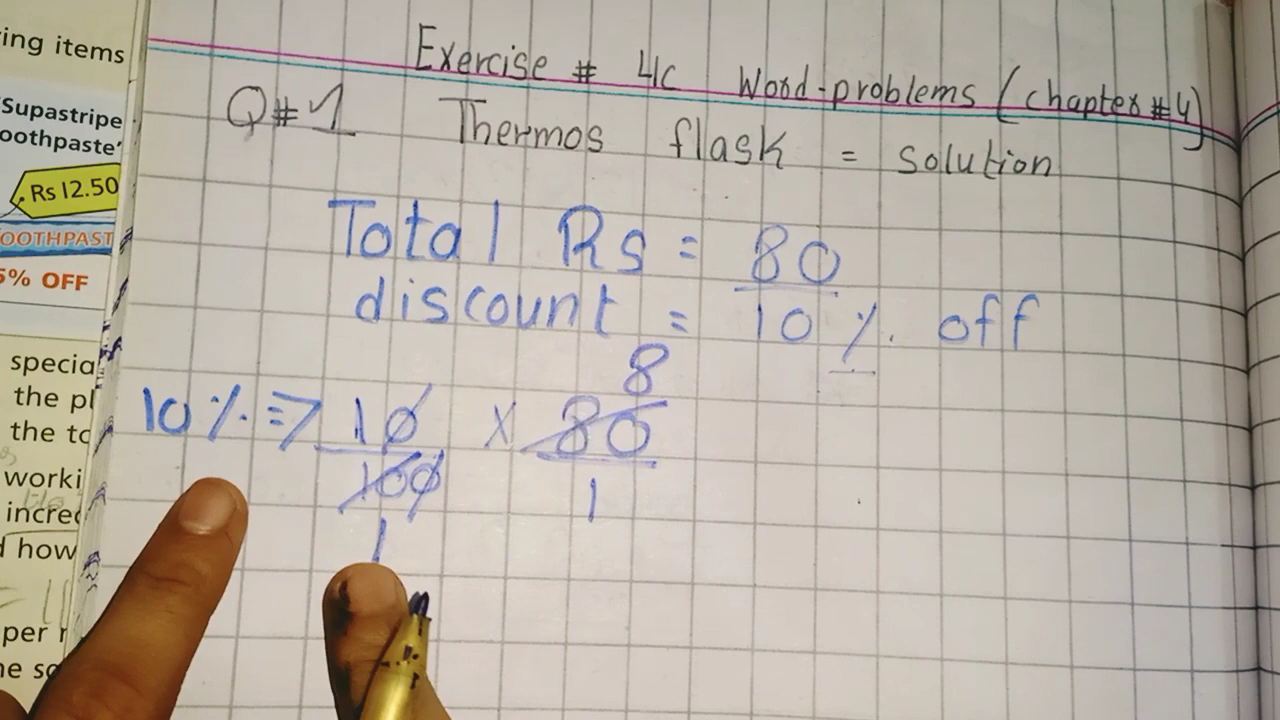 ing items
'Supastripe
oothpaste'
Rs 12.50
OOTHPAST
5% OFF
specia
the pl
the to
worki
incre
how
per
Exercise # 4c Word-problems (chapter #4)
Q#1 Thermos flask = solution
Total Rs = 80
discount = 10 %. off
8
10% => 10 x 80
100 1
1